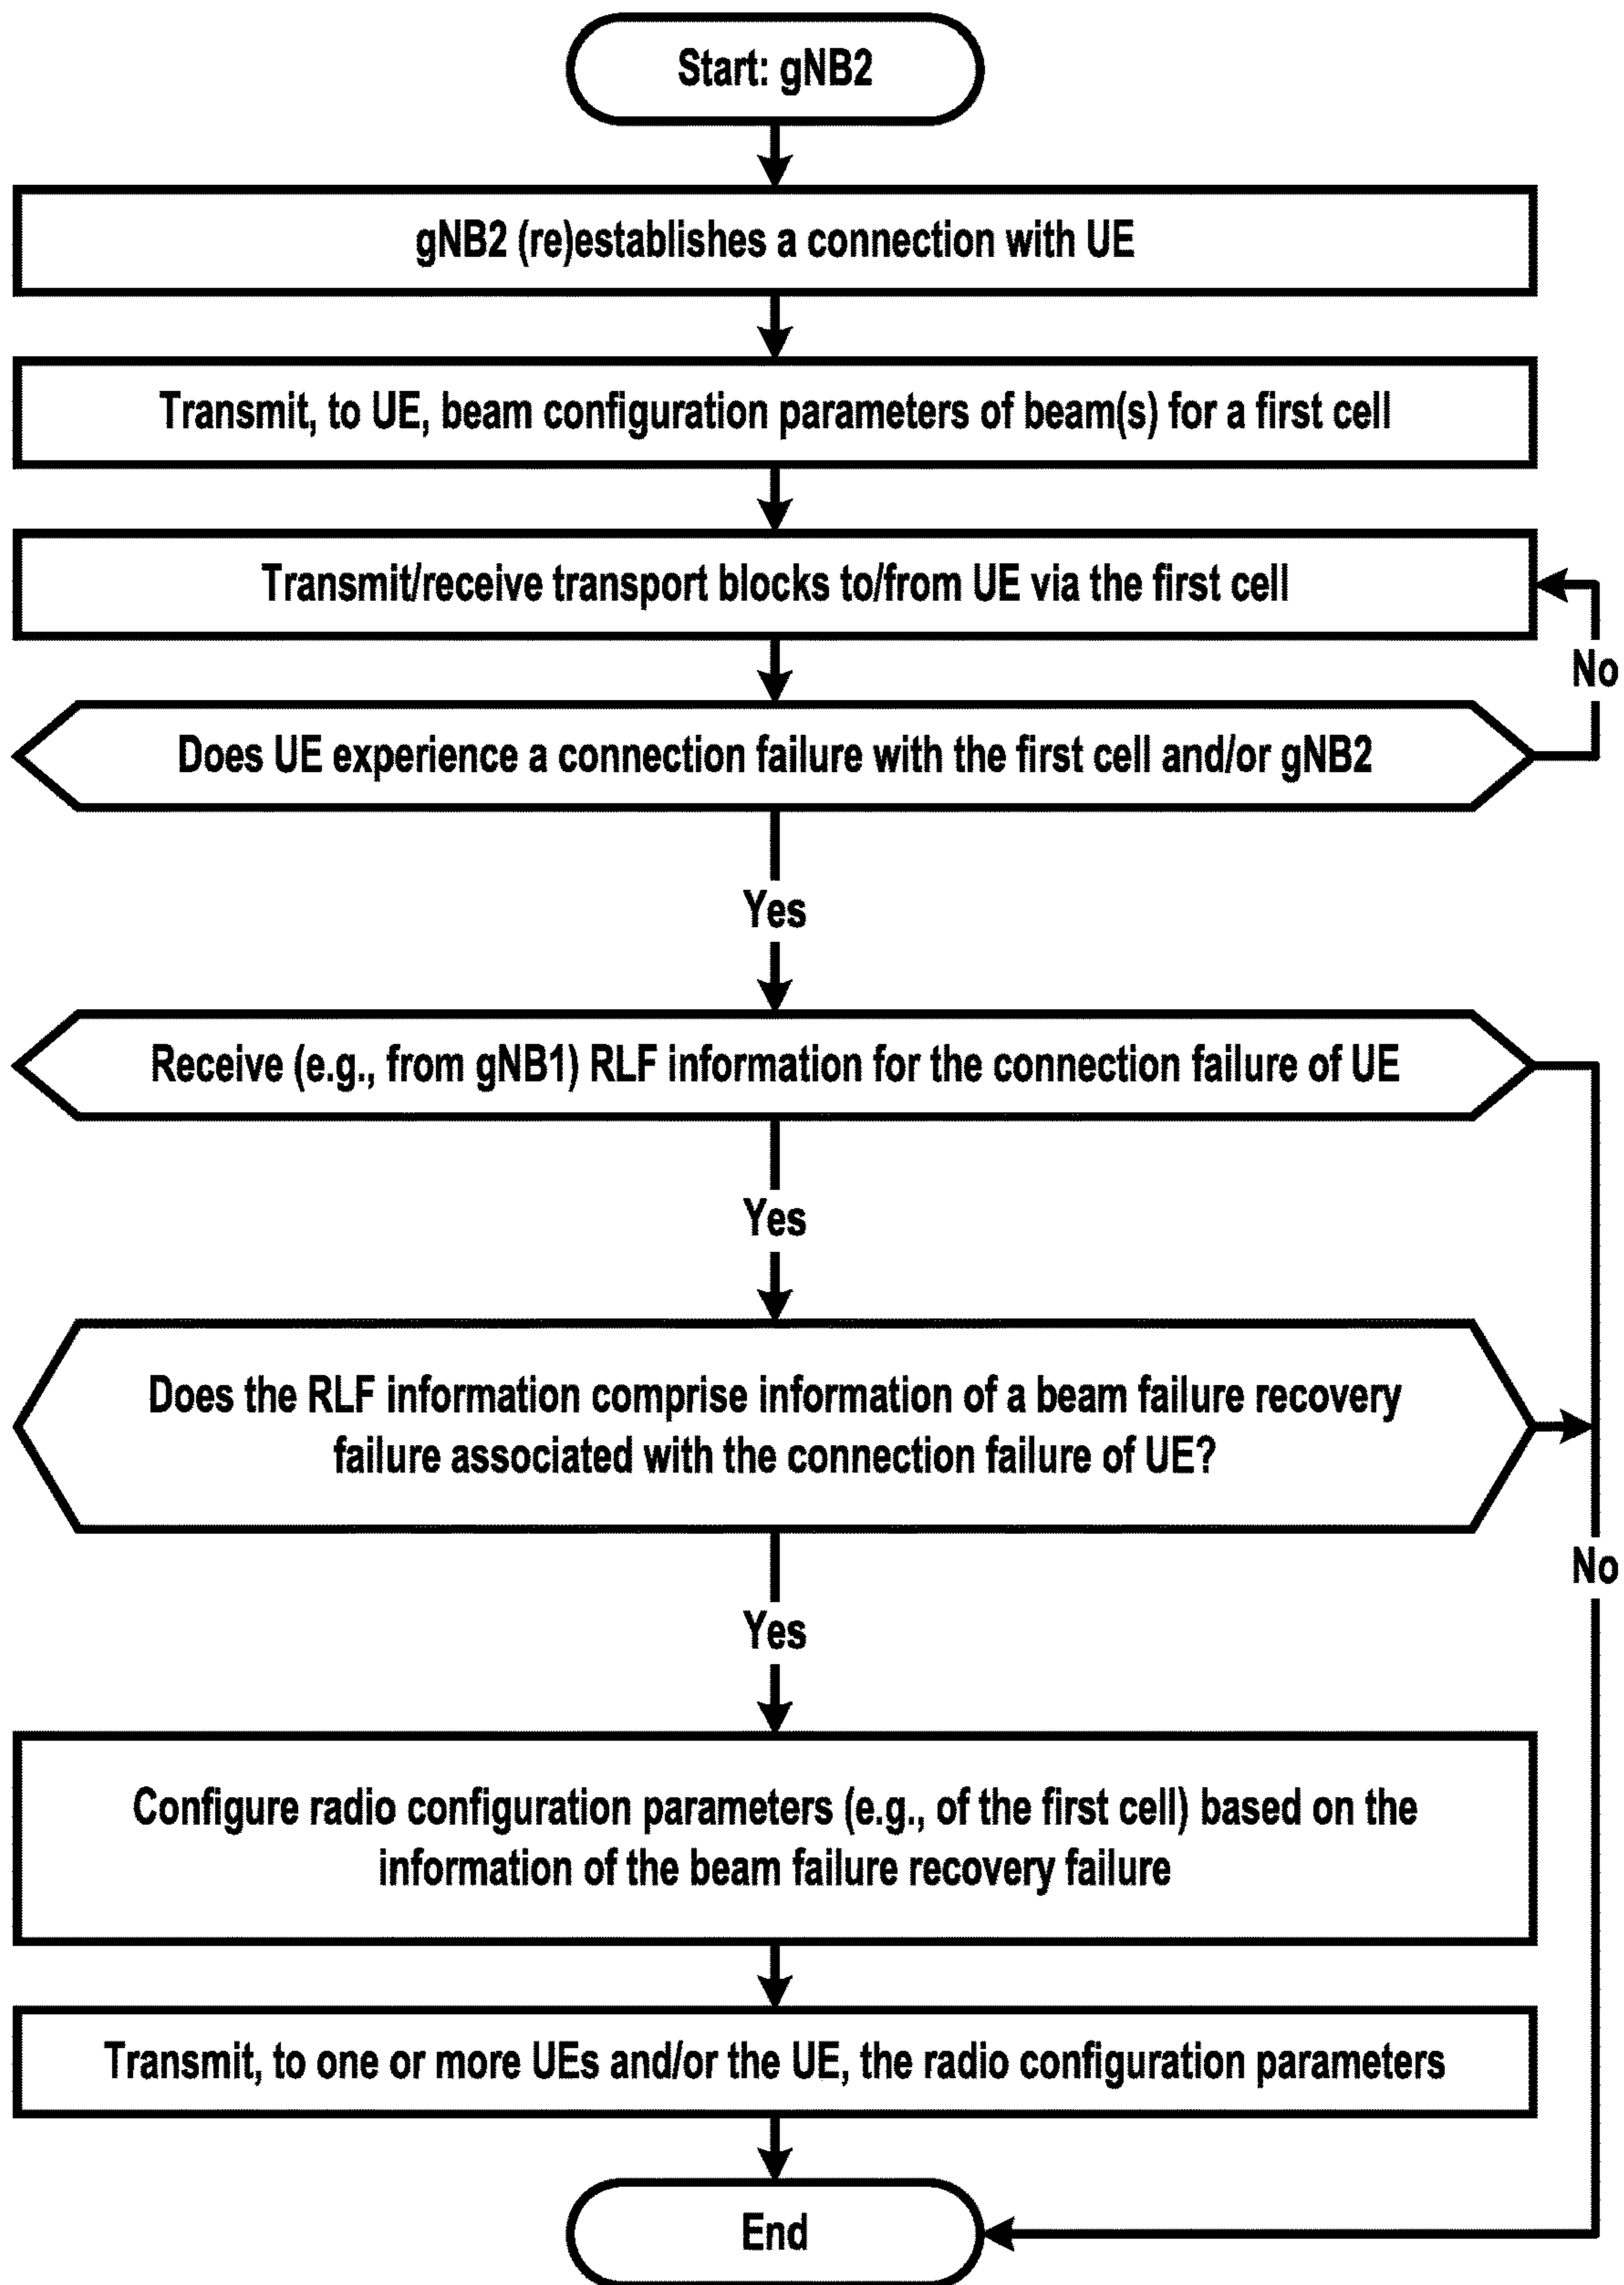 Start: gNB2
gNB2 (re)establishes a connection with UE
Transmit, to UE, beam configuration parameters of beam(s) for a first cell
Transmit/receive transport blocks to/from UE via the first cell
No
Does UE experience a connection failure with the first cell and/or gNB2
Yes
Receive (e.g., from gNB1) RLF information for the connection failure of UE
Yes
Does the RLF information comprise information of a beam failure recovery
failure associated with the connection failure of UE?
No
Yes
Configure radio configuration parameters (e.g., of the first cell) based on the
information of the beam failure recovery failure
Transmit, to one or more UEs and/or the UE, the radio configuration parameters
End